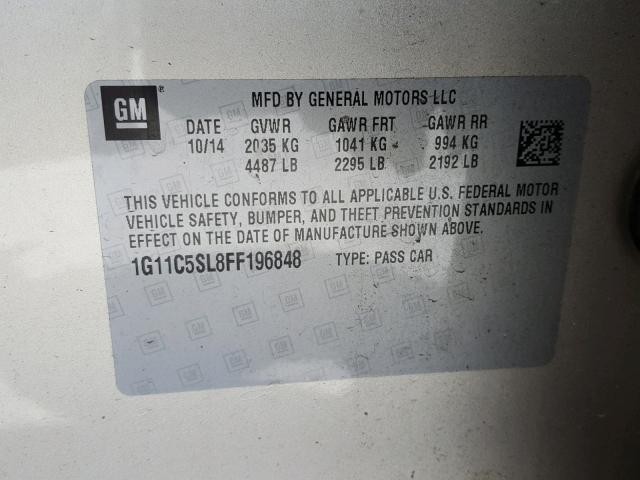 GM ® MFD BY GENERAL MOTORS LLC
DATE GVWR GAWR FRT GAWR RR
10/14 2035 KG 1041 KG 994 KG
4487 LB 2295 LB 2192 LB
THIS VEHICLE CONFORMS TO ALL APPLICABLE U.S. FEDERAL MOTOR
VEHICLE SAFETY, BUMPER, AND THEFT PREVENTION STANDARDS IN
EFFECT ON THE DATE OF MANUFACTURE SHOWN ABOVE.
1G11C5SL8FF196848 TYPE: PASS CAR